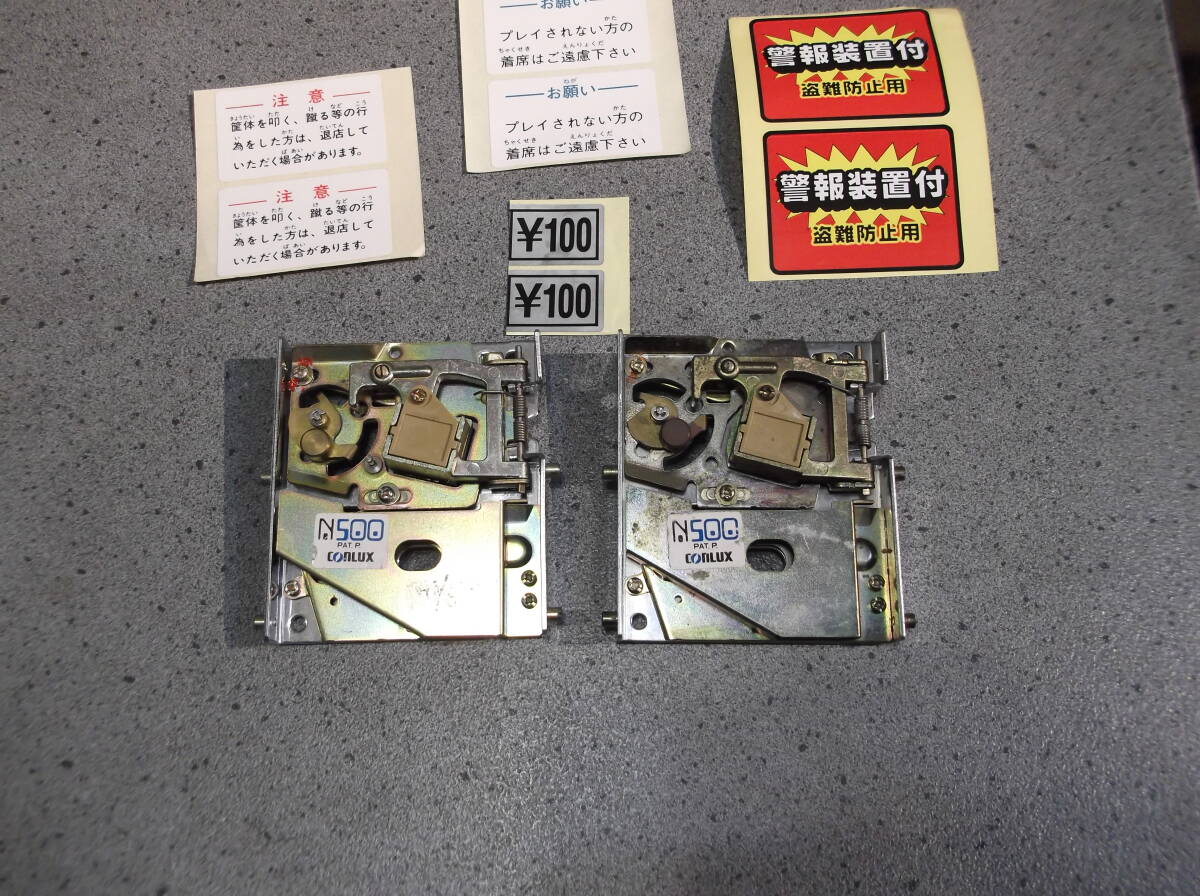 注意
筐体を叩く、蹴る等の行
為をした方は、退店して
いただく場合があります。
注意
筐体を叩く、蹴る等の行
為をした方は、退店して
いただく場合があります。
お願い
プレイされない方の
着席はご遠慮下さい
お願い
プレイされない方の
着席はご遠慮下さい
警報装置付
盗難防止用
警報装置付
盗難防止用
¥100
¥100
N500
PAT. P.
CONLUX
N500
PAT. P.
CONLUX